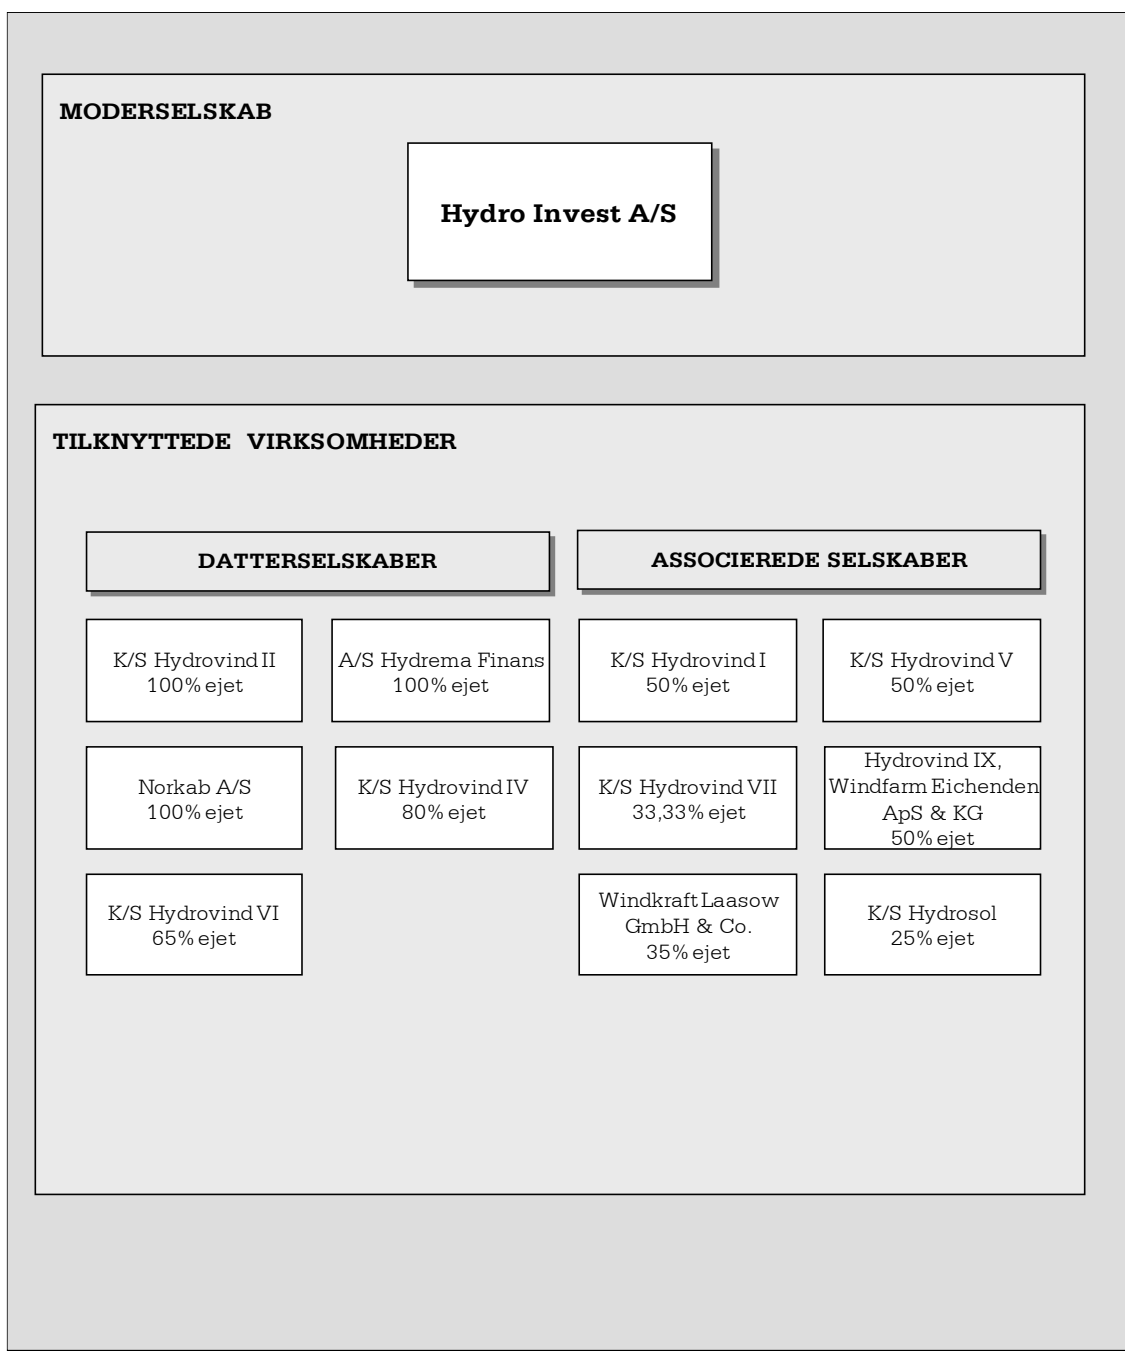 MODERSELSKAB
Hydro Invest A/S
TILKNYTTEDE VIRKSOMHEDER
DATTERSELSKABER
ASSOCIEREDE SELSKABER
K/S Hydrovind II
100% ejet
A/S Hydrema Finans
100% ejet
K/S Hydrovind I
50% ejet
K/S Hydrovind V
50% ejet
Norkab A/S
100% ejet
K/S Hydrovind IV
80% ejet
K/S Hydrovind VII
33,33% ejet
Hydrovind IX,
Windfarm Eichenden
ApS & KG
50% ejet
K/S Hydrovind VI
65% ejet
Windkraft Laasow
GmbH & Co.
35% ejet
K/S Hydrosol
25% ejet